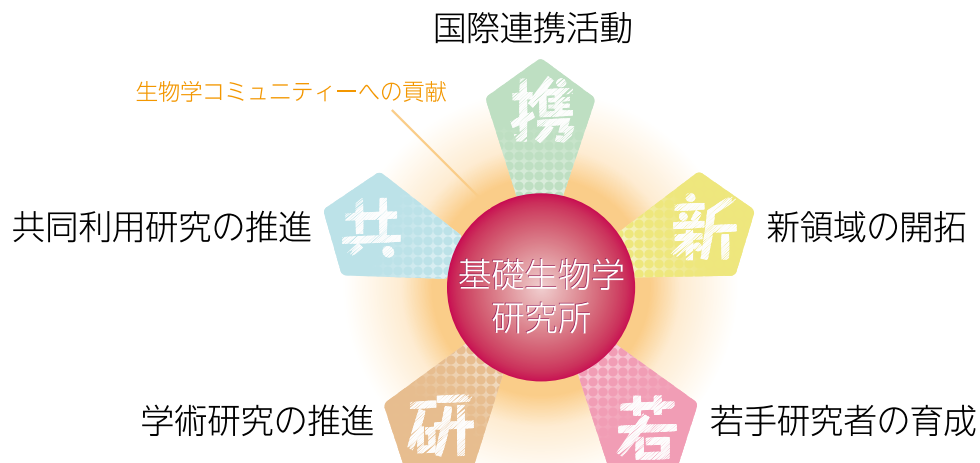 国際連携活動
生物学コミュニティーへの貢献
携
共同利用研究の推進
共
新
新領域の開拓
基礎生物学
研究所
学術研究の推進
研
若
若手研究者の育成